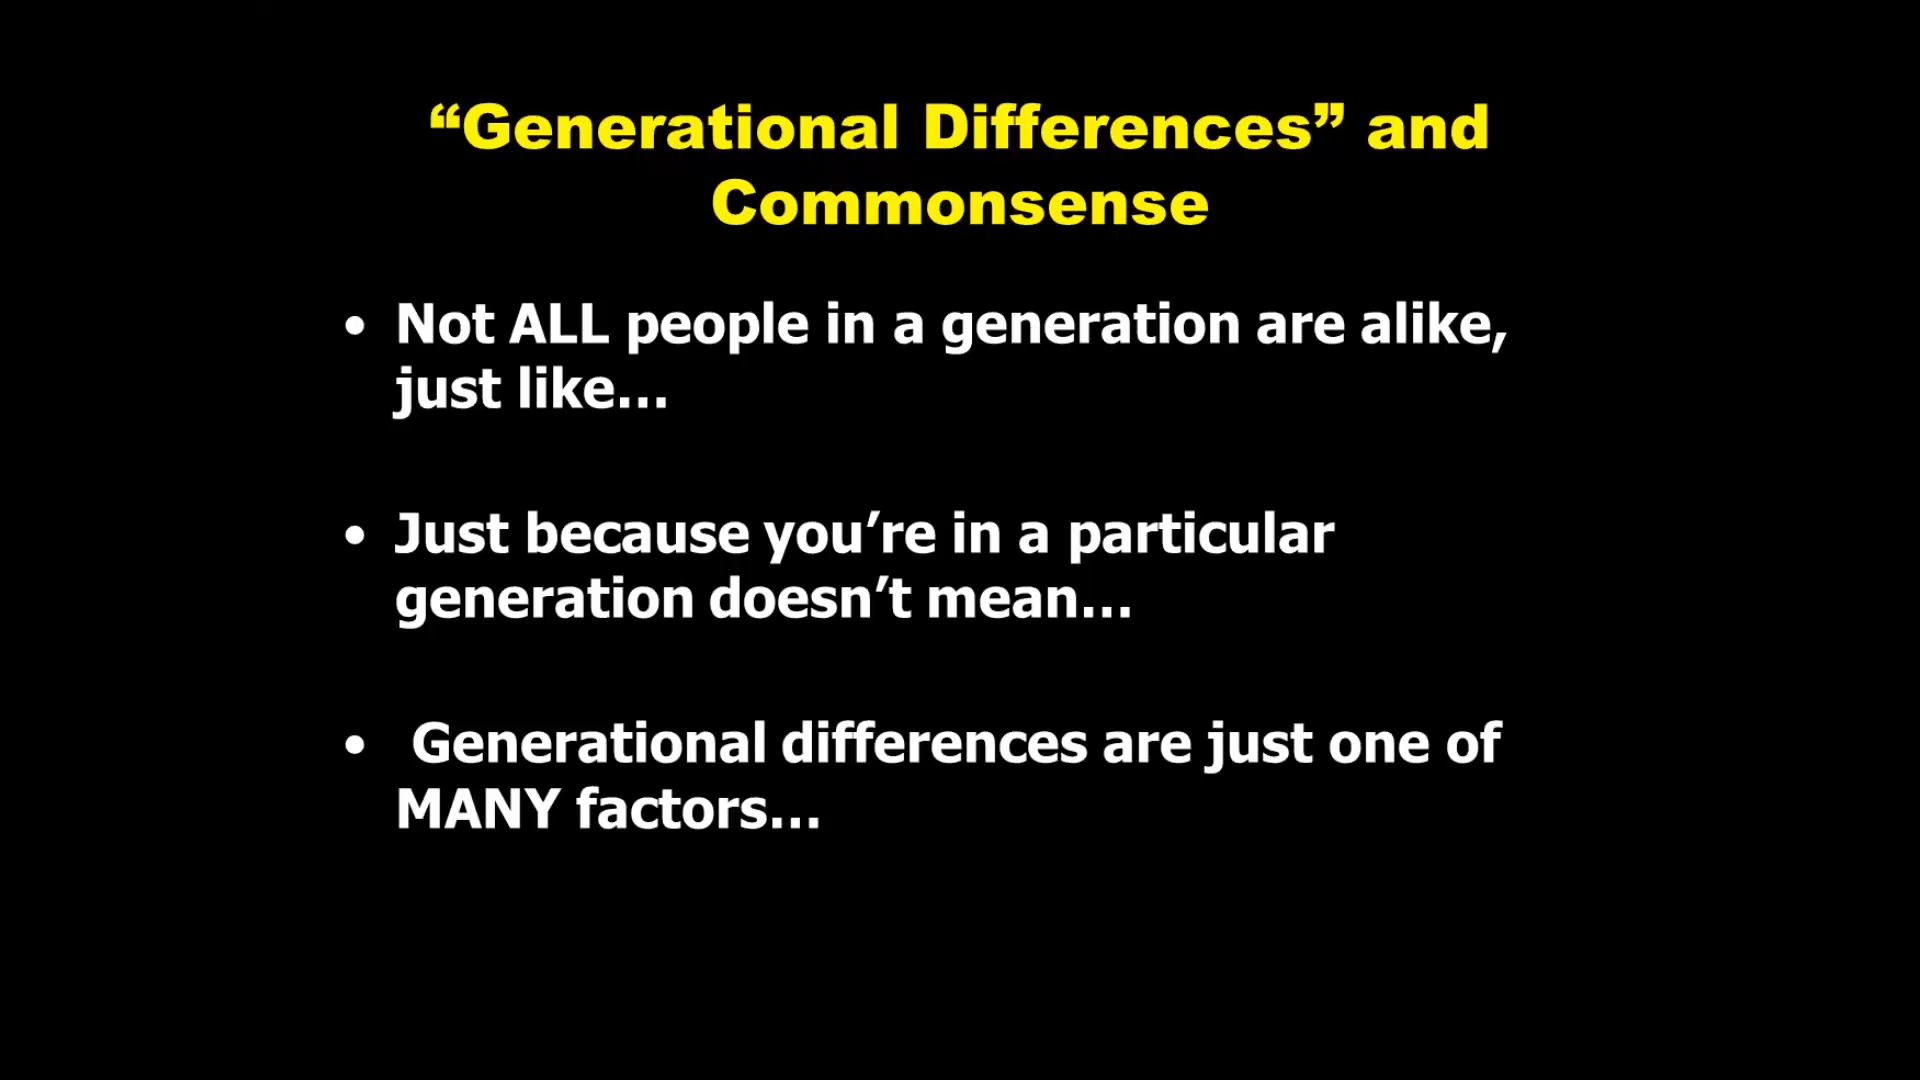 “Generational Differences” and
Commonsense
• Not ALL people in a generation are alike,
just like...
• Just because you’re in a particular
generation doesn’t mean...
• Generational differences are just one of
MANY factors...